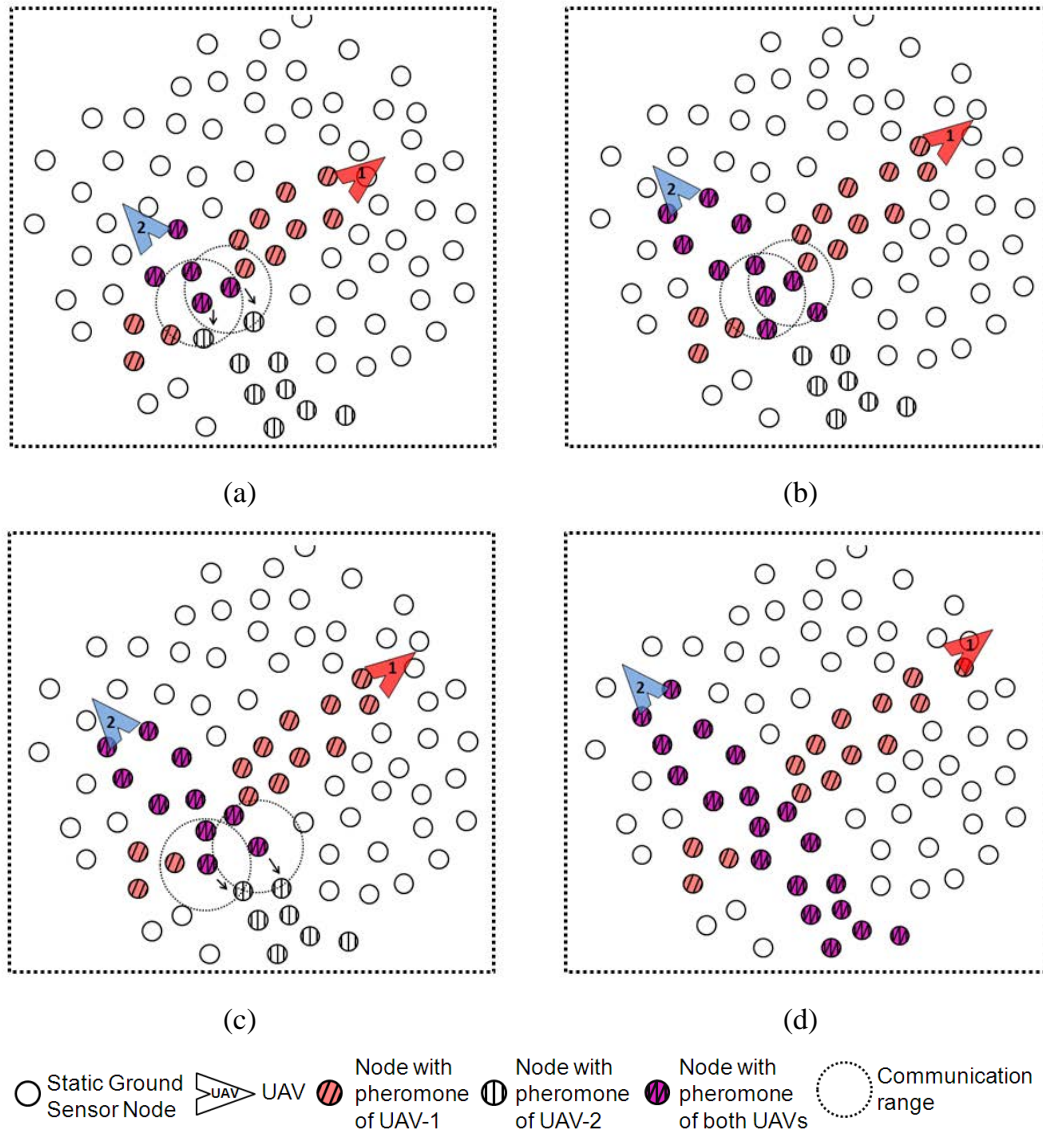 1
2
(a)
1
2
(b)
1
2
(c)
1
2
(d)
Static Ground
Sensor Node
UAV
UAV
Node with
pheromone
of UAV-1
Node with
pheromone
of UAV-2
Node with
pheromone
of both UAVs
Communication
range